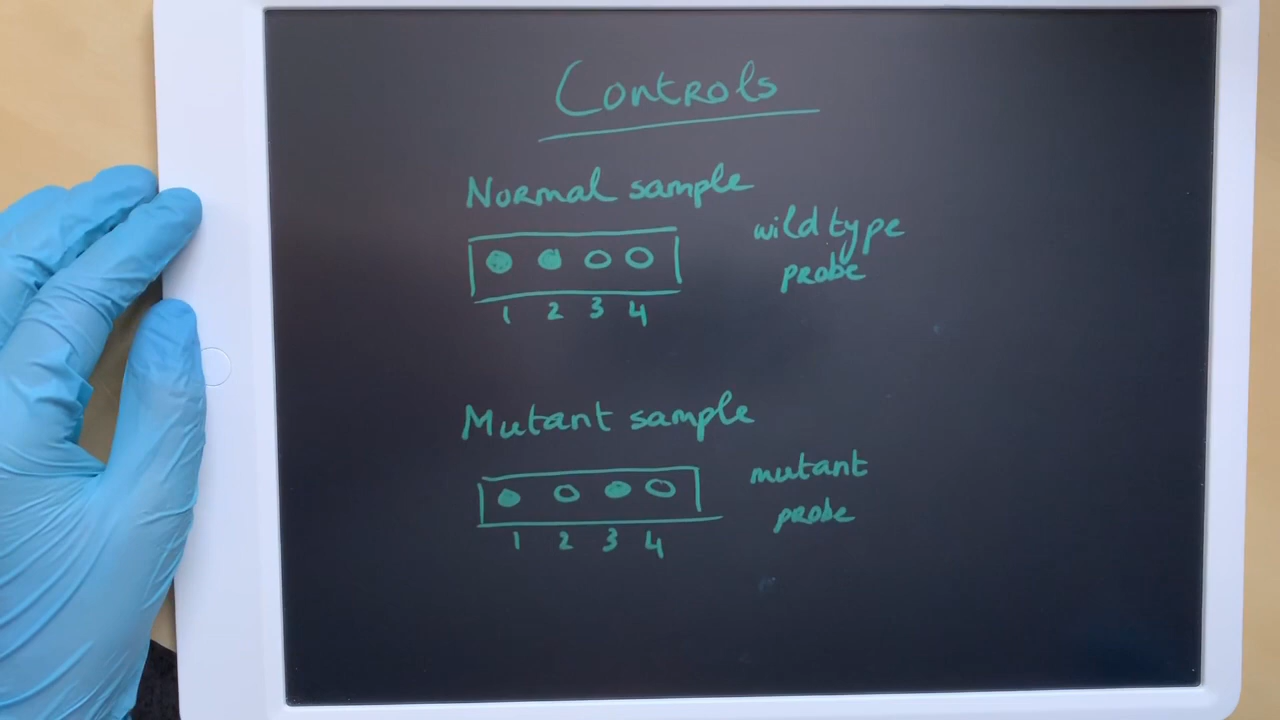 Controls
Normal sample
wild type
probe
1 2 3 4
Mutant sample
mutant
probe
1 2 3 4